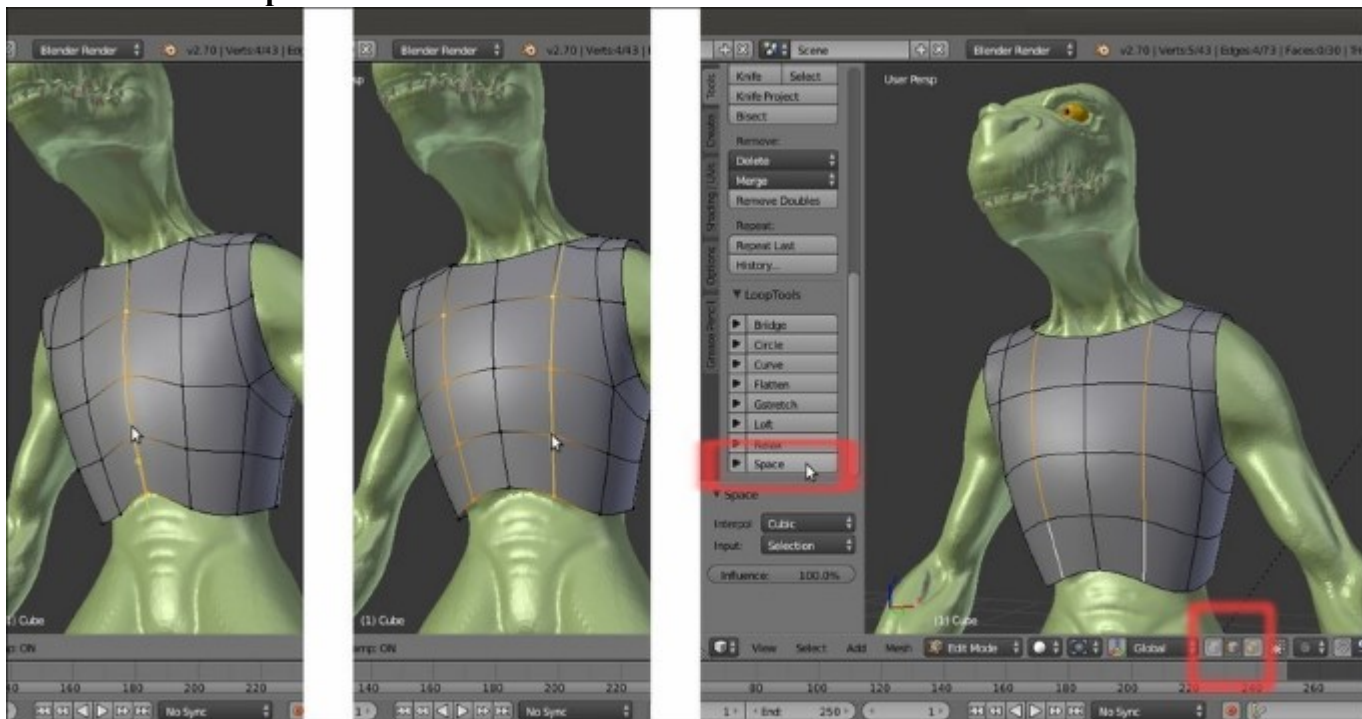 Blender Render v2.70 | Verts:4/43 |
(1) Cube
40 160 180 200 220
No Sync
Blender Render v2.70 | Verts:4/43 |
(1) Cube
140 160 180 200 220
No Sync
Scene Blender Render v2.70 | Verts:5/43 | Edges:4/73 | Faces:0/30 |
User Persp
Tools
Create
Shading / UVs
Options
Grease Pencil
Knife Select
Knife Project
Bisect
Remove:
Delete
Merge
Remove Doubles
Repeat:
Repeat Last
History...
LoopTools
Bridge
Circle
Curve
Flatten
Gstretch
Loft
Relax
Space
Space
Interpol Cubic
Input: Selection
Influence: 100.0%
(1) Cube
View Select Add Mesh Edit Mode Global
80 100 120 140 160 180 200 220 240 260
End: 250 No Sync